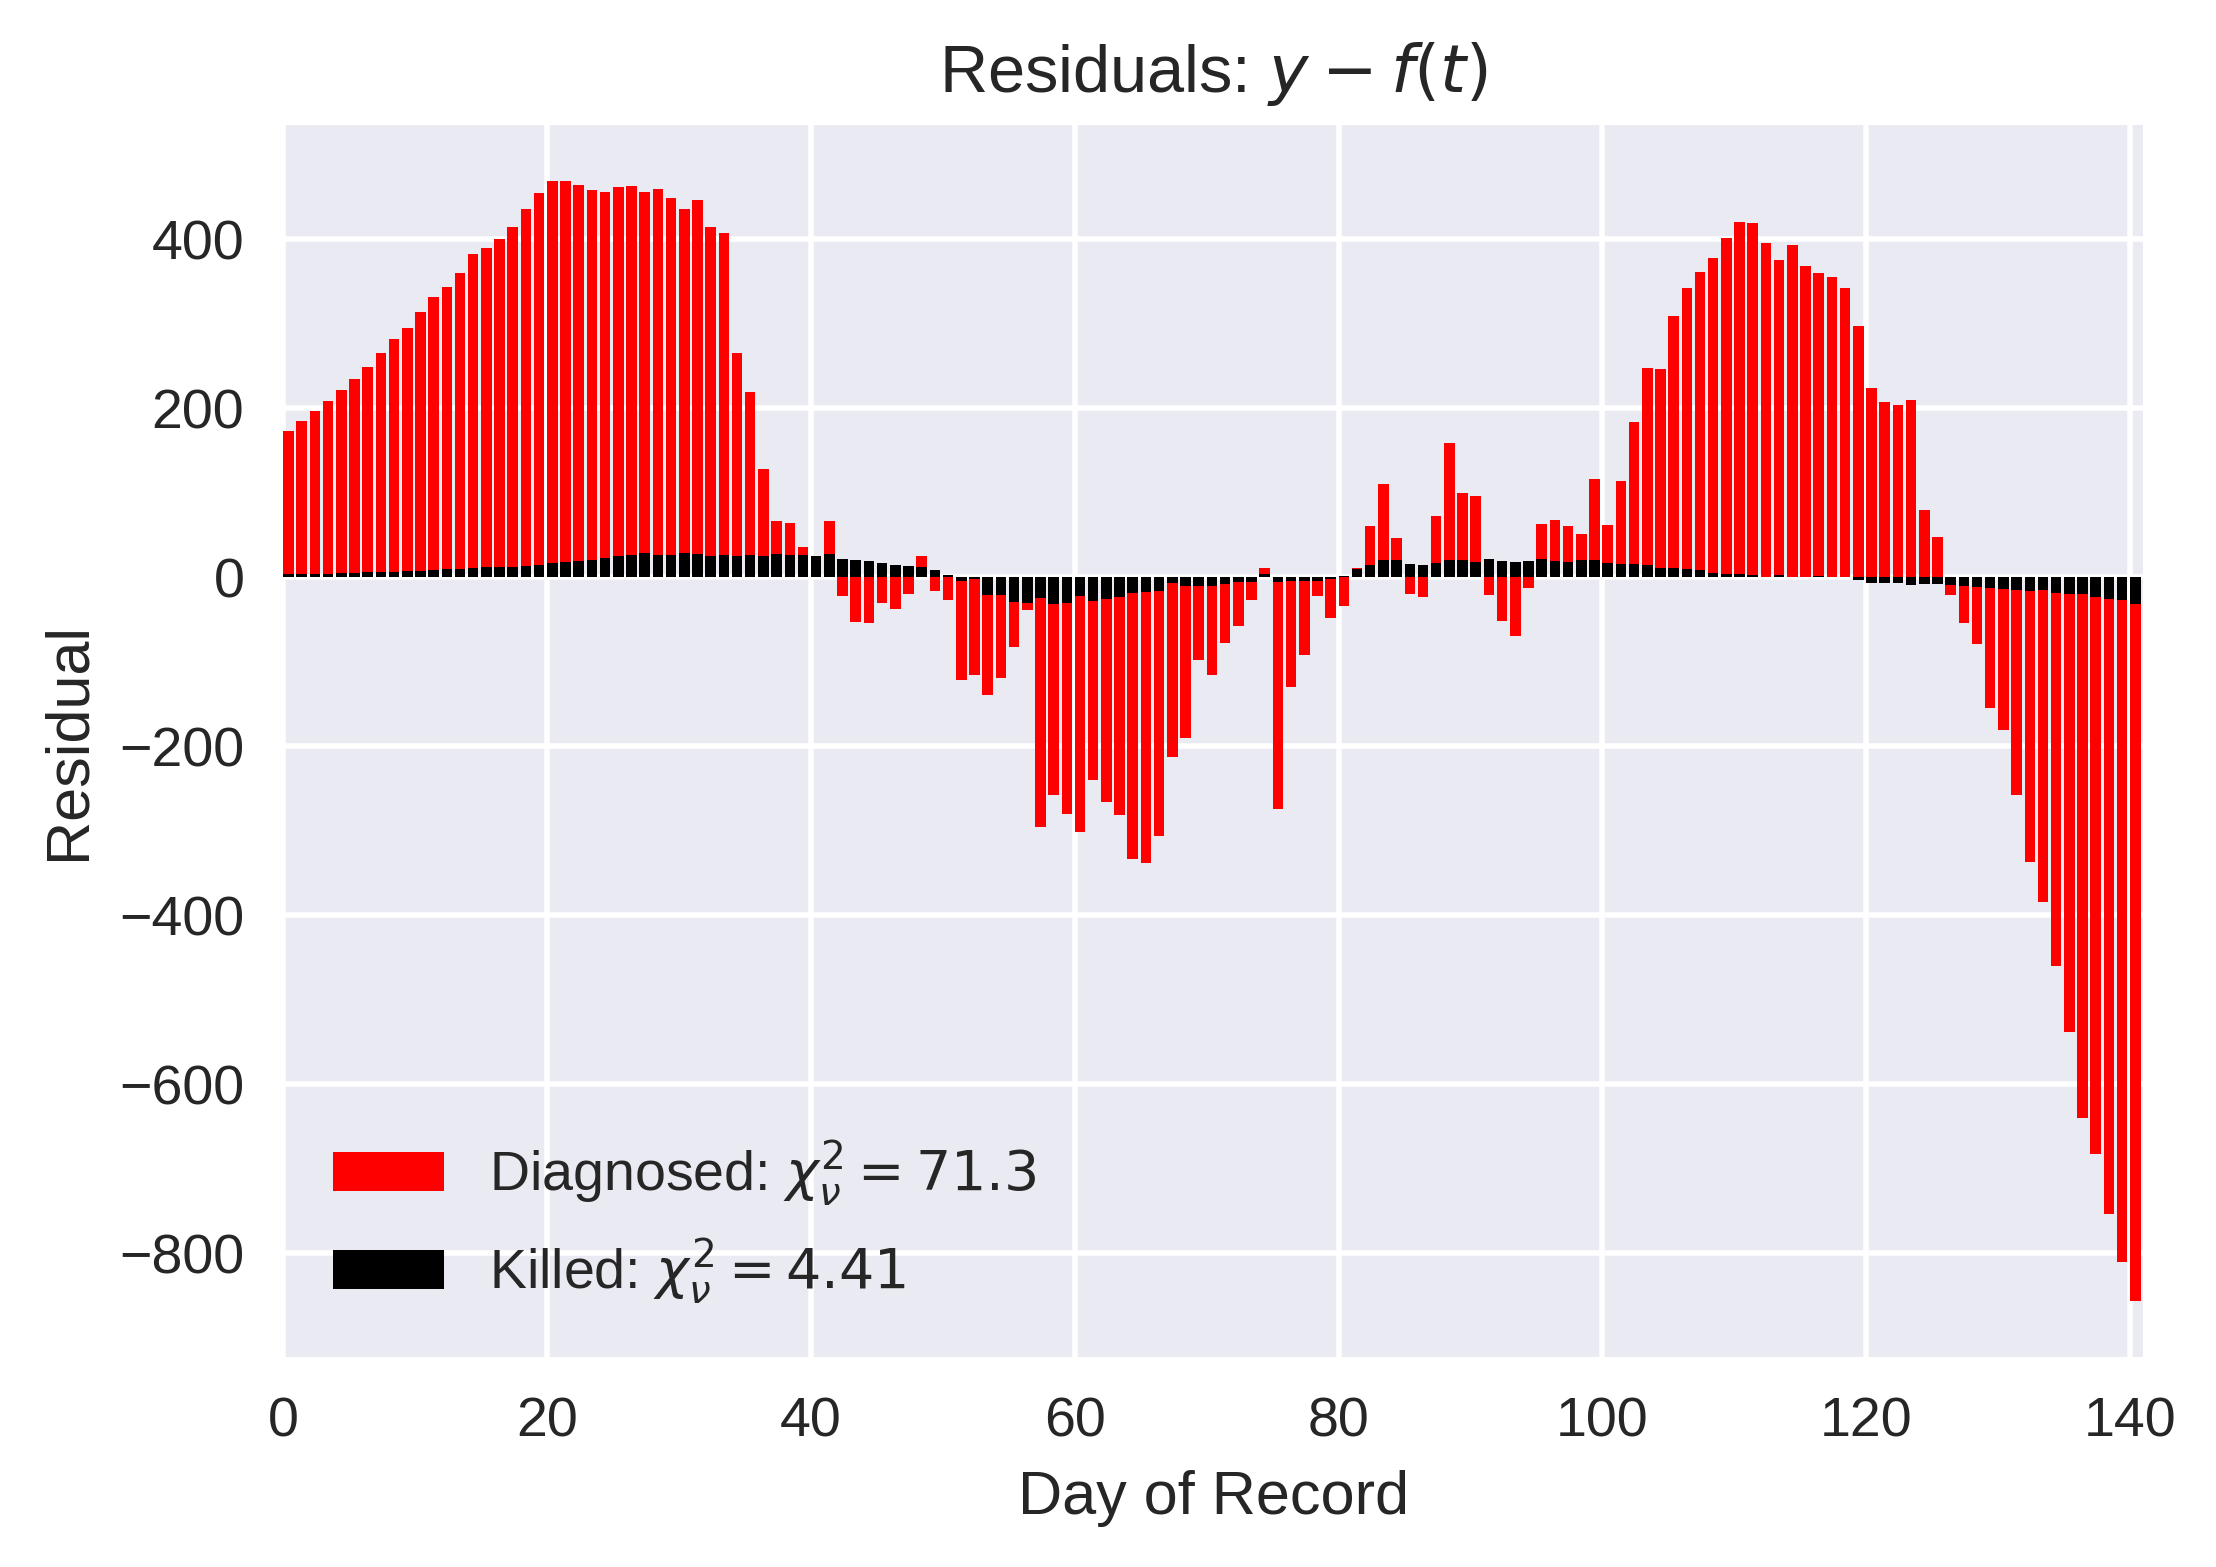 Residuals: y − f(t)
400
200
0
−200
−400
−600
−800
Residual
Diagnosed: χ²ᵥ = 71.3
Killed: χ²ᵥ = 4.41
0 20 40 60 80 100 120 140
Day of Record